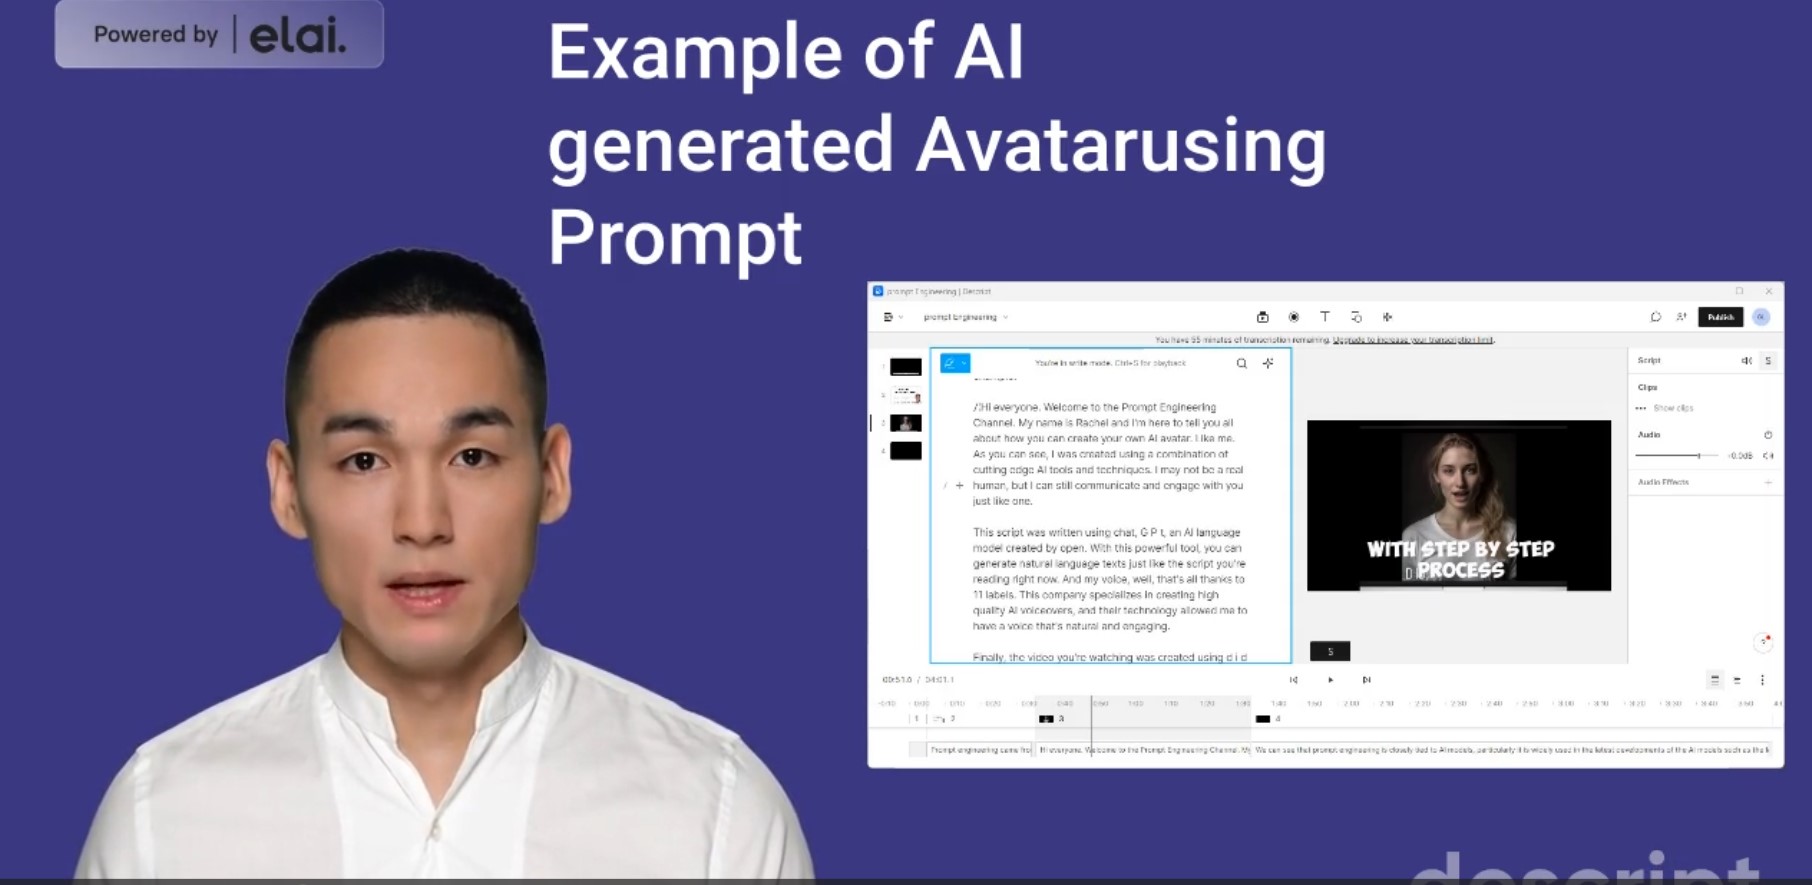 Powered by | elai.
Example of AI
generated Avatarusing
Prompt
prompt Engineering | Descript
prompt Engineering
Publish
You have 55 minutes of transcription remaining. Upgrade to increase your transcription limit.
You're in write mode. Ctrl+S for playback
Script
S
Clips
Show clips
Audio
Audio Effects
/Hi everyone. Welcome to the Prompt Engineering
Channel. My name is Rachel and I'm here to tell you all
about how you can create your own AI avatar. Like me.
As you can see, I was created using a combination of
cutting edge AI tools and techniques. I may not be a real
human, but I can still communicate and engage with you
just like one.
This script was written using chat, G P t, an AI language
model created by open. With this powerful tool, you can
generate natural language texts just like the script you're
reading right now. And my voice, well, that's all thanks to
11 labels. This company specializes in creating high
quality AI voiceovers, and their technology allowed me to
have a voice that's natural and engaging.
Finally, the video you're watching was created using d i d
WITH STEP BY STEP
PROCESS
S
1 2 3 4
Prompt engineering came fro
Hi everyone. Welcome to the Prompt Engineering Channel. My
We can see that prompt engineering is closely tied to AI models, particularly it is widely used in the latest developments of the AI models such as the
descript